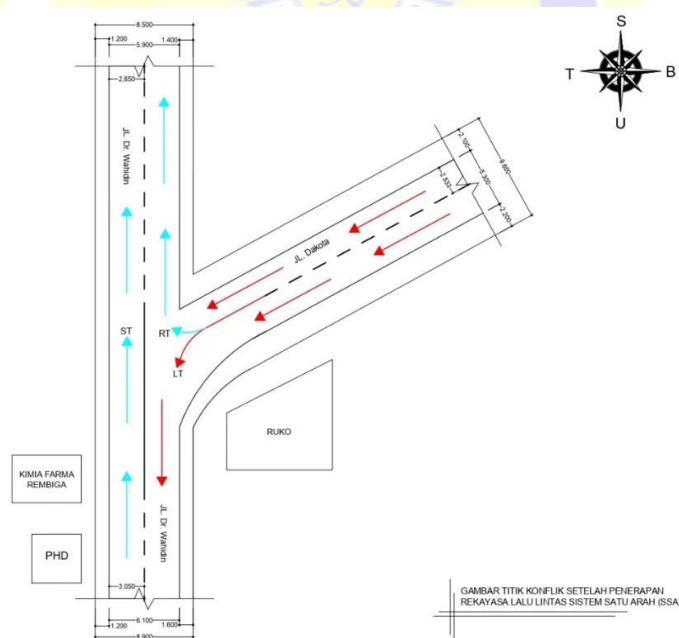 8.500
1.200
5.900
1.400
2.650
S
T
B
U
JL. Dr. Wahidin
2.100
5.300
9.600
2.533
2.200
JL. Dakota
ST
RT
LT
RUKO
KIMIA FARMA
REMBIGA
PHD
JL. Dr. Wahidin
3.050
6.100
1.200
1.600
8.900
GAMBAR TITIK KONFLIK SETELAH PENERAPAN
REKAYASA LALU LINTAS SISTEM SATU ARAH (SSA)